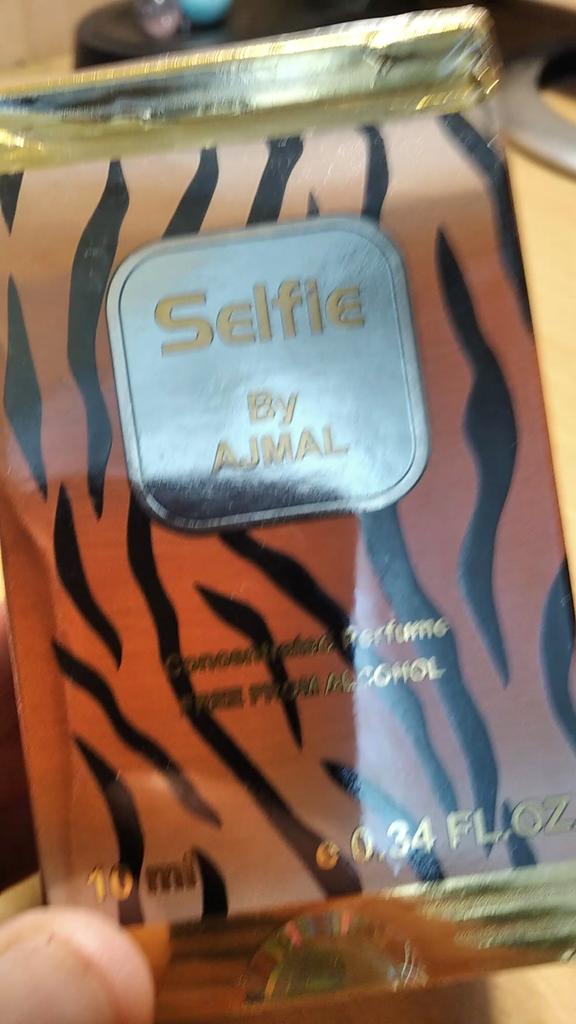 Selfie
By
AJMAL
Concentrated Perfume
FREE FROM ALCOHOL
10 ml
e 0.34 FL.OZ